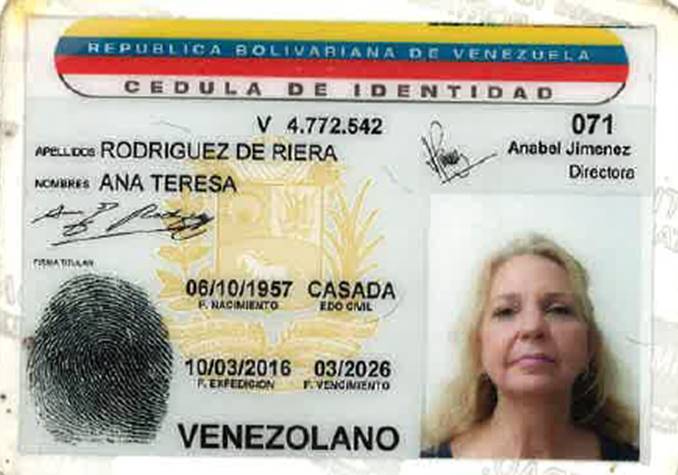 REPUBLICA BOLIVARIANA DE VENEZUELA
CEDULA DE IDENTIDAD
V 4.772.542
071
APELLIDOS RODRIGUEZ DE RIERA
Anabel Jimenez
Directora
NOMBRES ANA TERESA
FIRMA TITULAR
06/10/1957 CASADA
F. NACIMIENTO EDO CIVIL
10/03/2016 03/2026
F. EXPEDICION F. VENCIMIENTO
VENEZOLANO